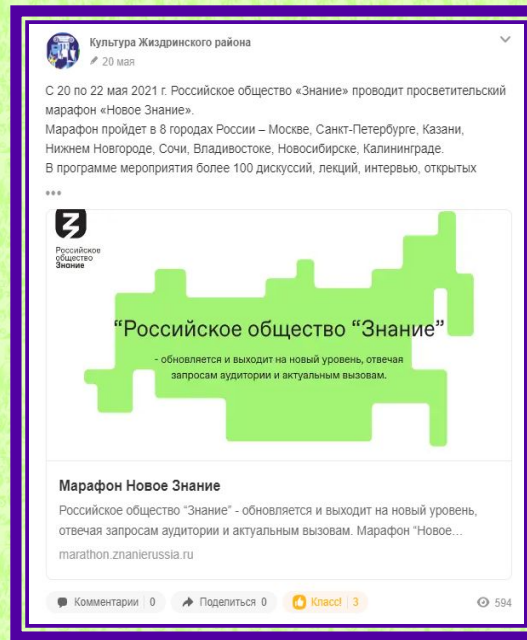 Культура Жиздринского района
20 мая
С 20 по 22 мая 2021 г. Российское общество «Знание» проводит просветительский
марафон «Новое Знание».
Марафон пройдет в 8 городах России – Москве, Санкт-Петербурге, Казани,
Нижнем Новгороде, Сочи, Владивостоке, Новосибирске, Калининграде.
В программе мероприятия более 100 дискуссий, лекций, интервью, открытых
•••
Российское
общество
Знание
“Российское общество “Знание”
- обновляется и выходит на новый уровень, отвечая
запросам аудитории и актуальным вызовам.
Марафон Новое Знание
Российское общество “Знание” - обновляется и выходит на новый уровень,
отвечая запросам аудитории и актуальным вызовам. Марафон “Новое...
marathon.znanierussia.ru
Комментарии 0 Поделиться 0 Класс! 3 594